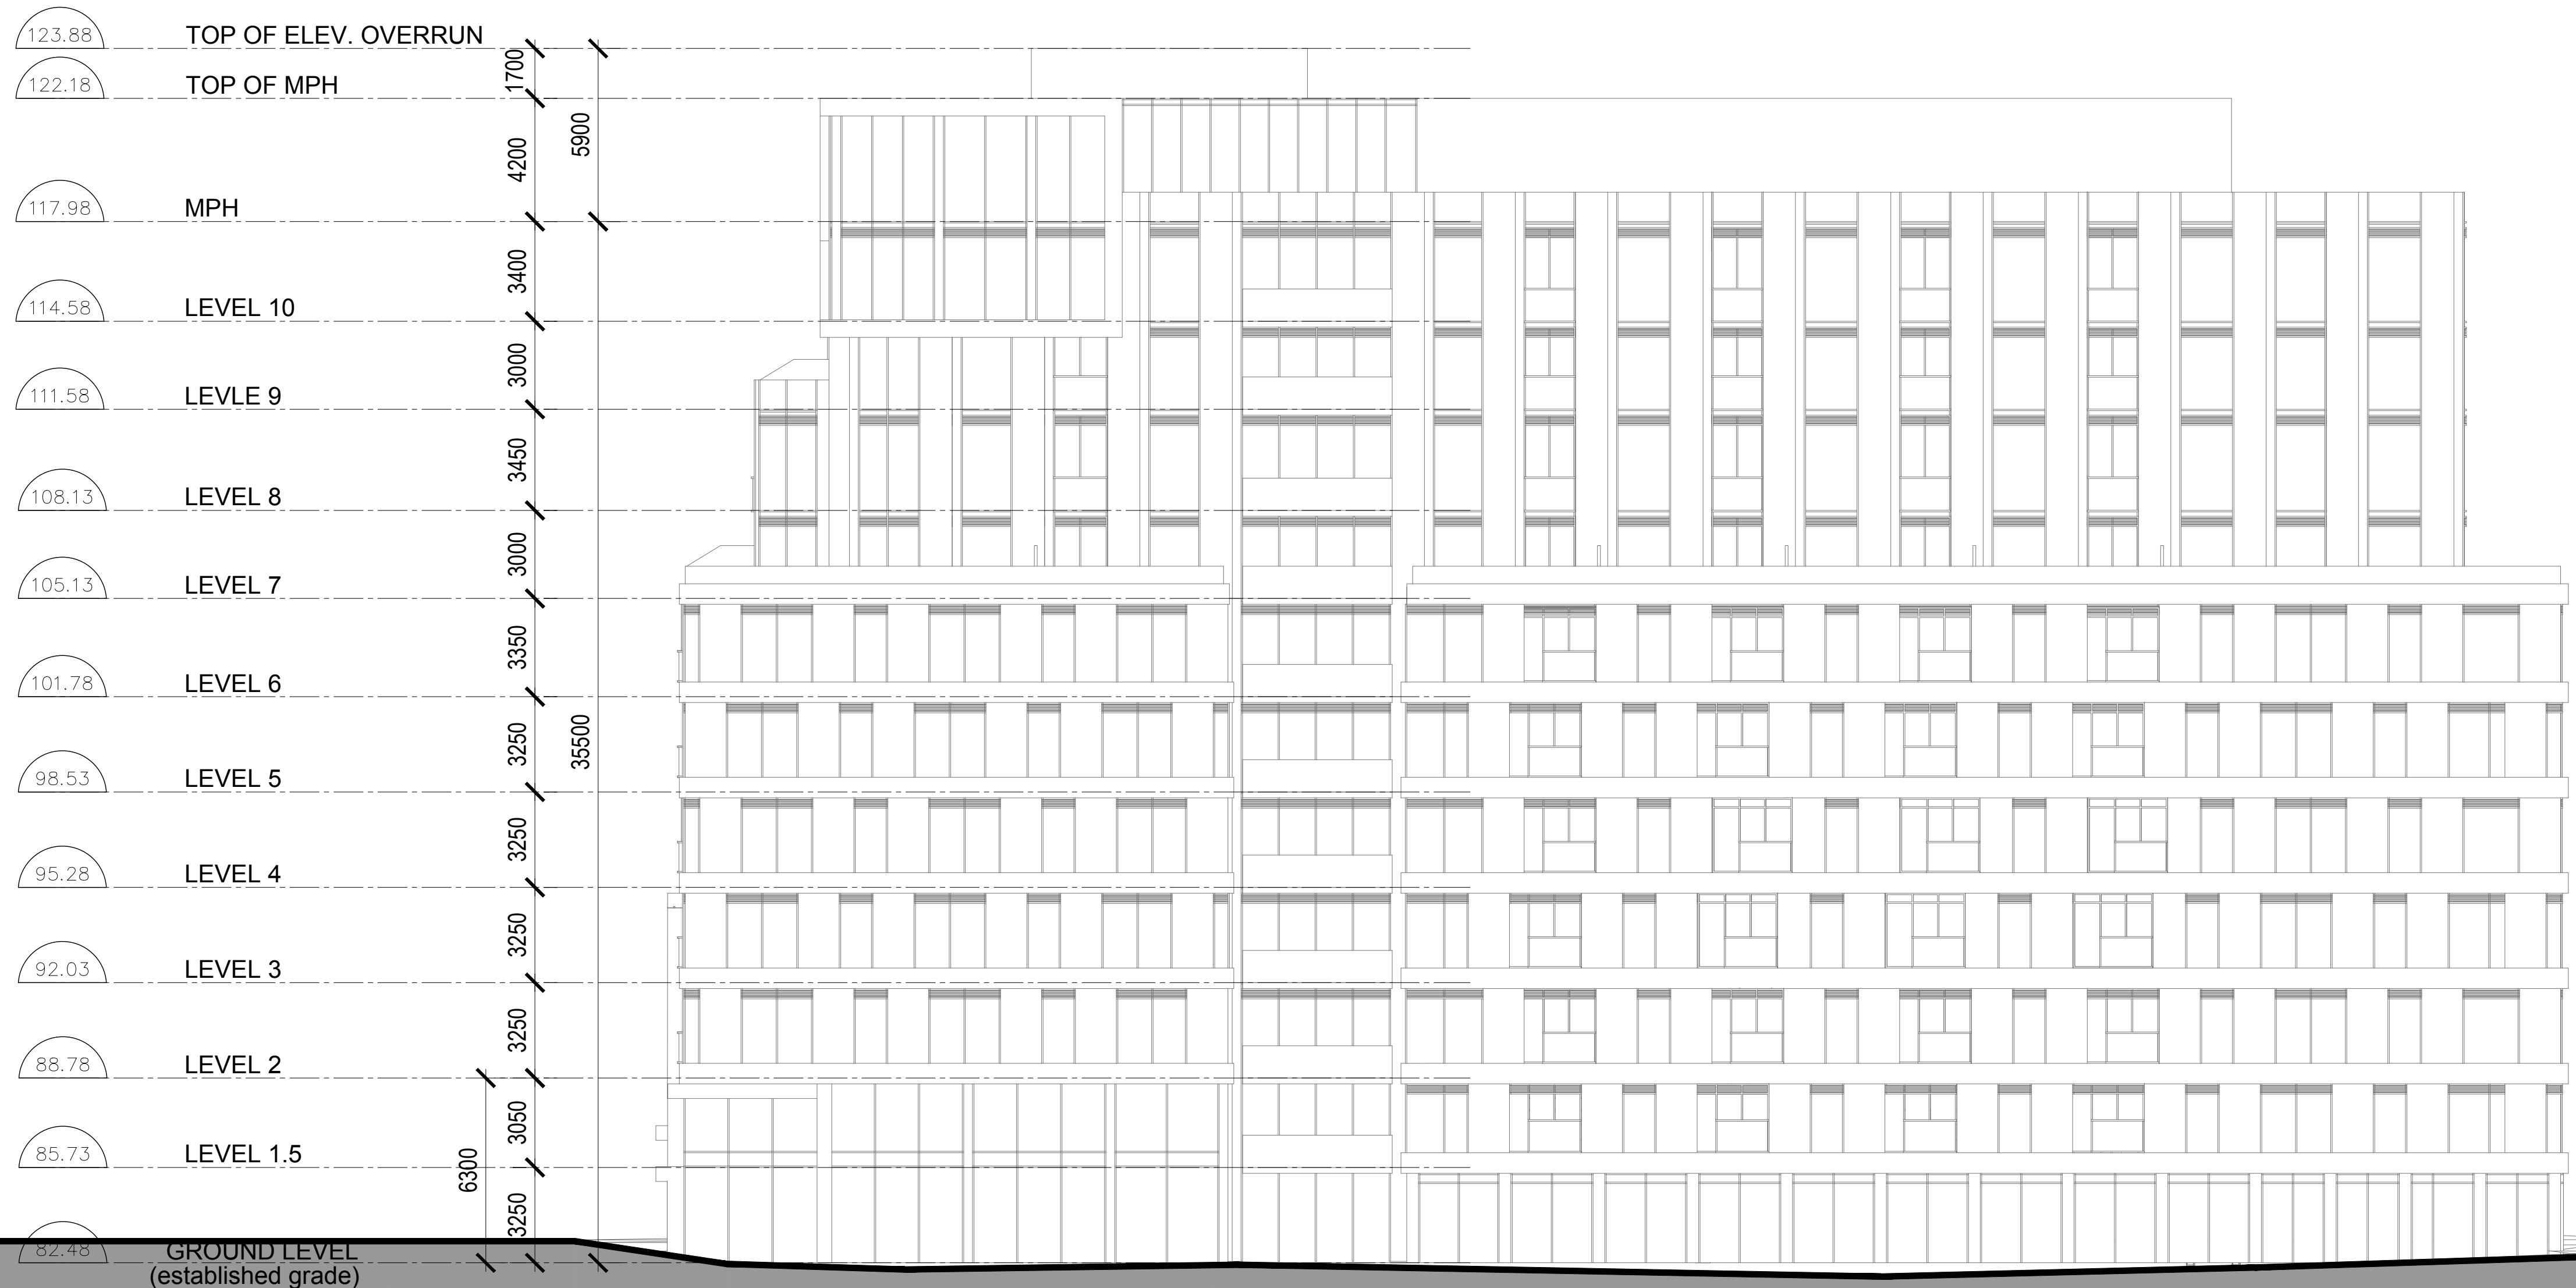 123.88 TOP OF ELEV. OVERRUN
1700
122.18 TOP OF MPH
5900
4200
117.98 MPH
3400
114.58 LEVEL 10
3000
111.58 LEVLE 9
3450
108.13 LEVEL 8
3000
105.13 LEVEL 7
3350
101.78 LEVEL 6
3250
35500
98.53 LEVEL 5
3250
95.28 LEVEL 4
3250
92.03 LEVEL 3
3250
88.78 LEVEL 2
3050
85.73 LEVEL 1.5
6300
3250
82.48 GROUND LEVEL
(established grade)